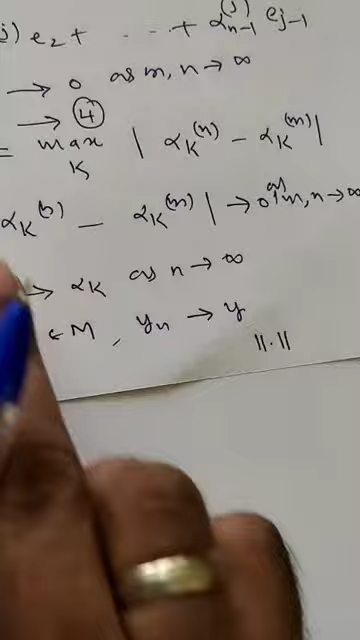 j) e₂ + ... + α_{n-1}^{(j)} e_{j-1}
→ 0 as m, n → ∞
→ ④
= max_K | α_K^{(n)} - α_K^{(m)} |
α_K^{(n)} - α_K^{(m)} | → 0 as m, n → ∞
→ α_K as n → ∞
∈ M, y_n → y
||·||